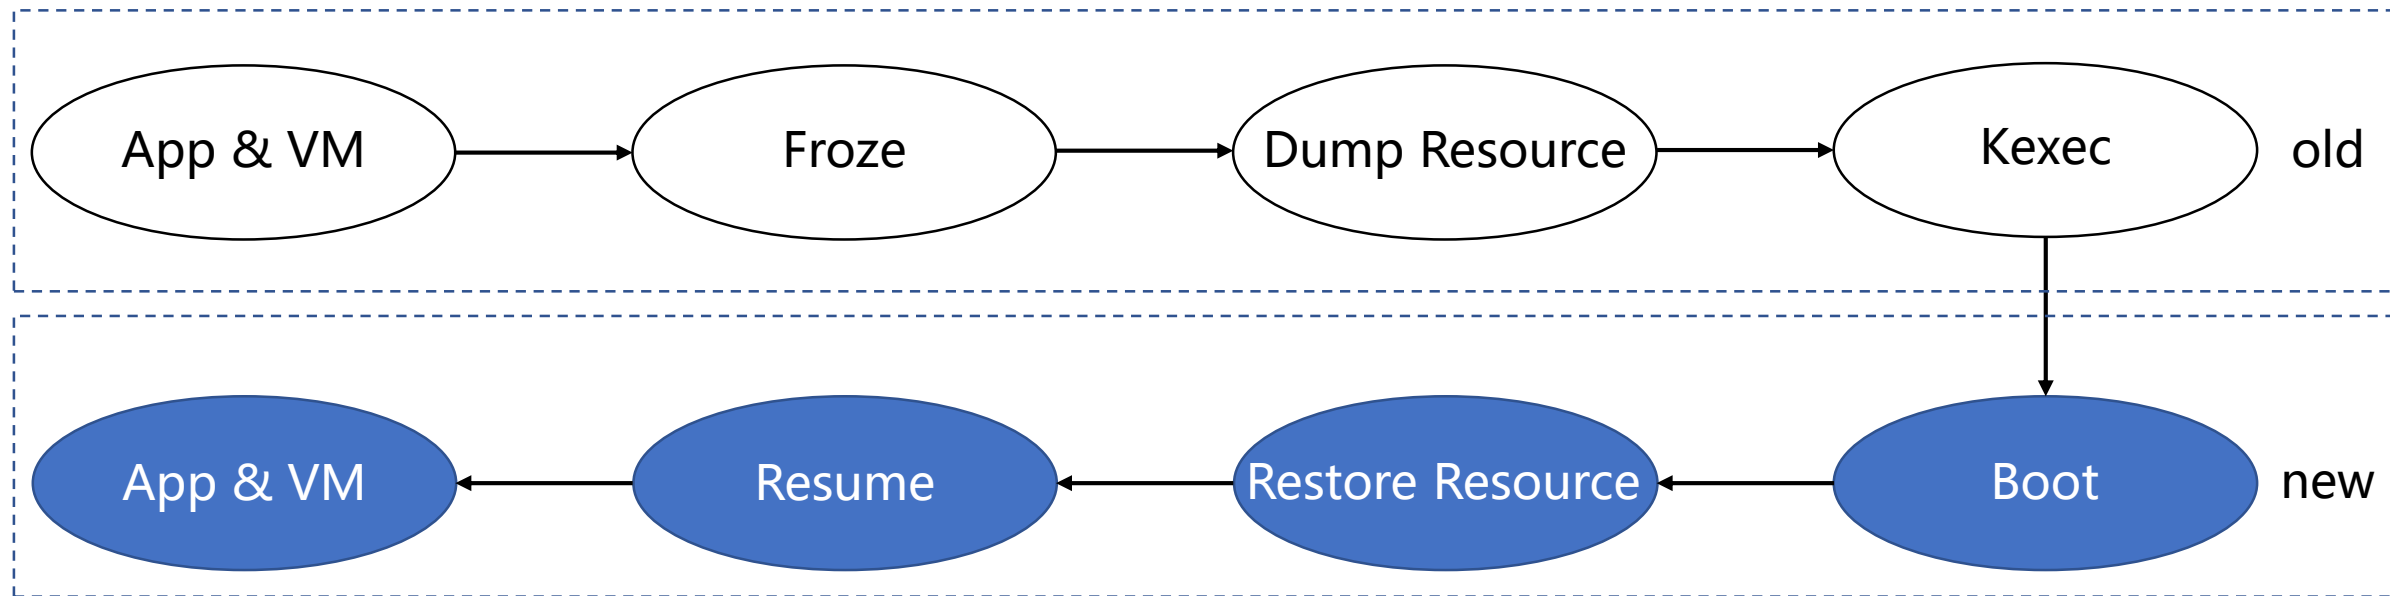 App & VM
Froze
Dump Resource
Kexec
old
App & VM
Resume
Restore Resource
Boot
new